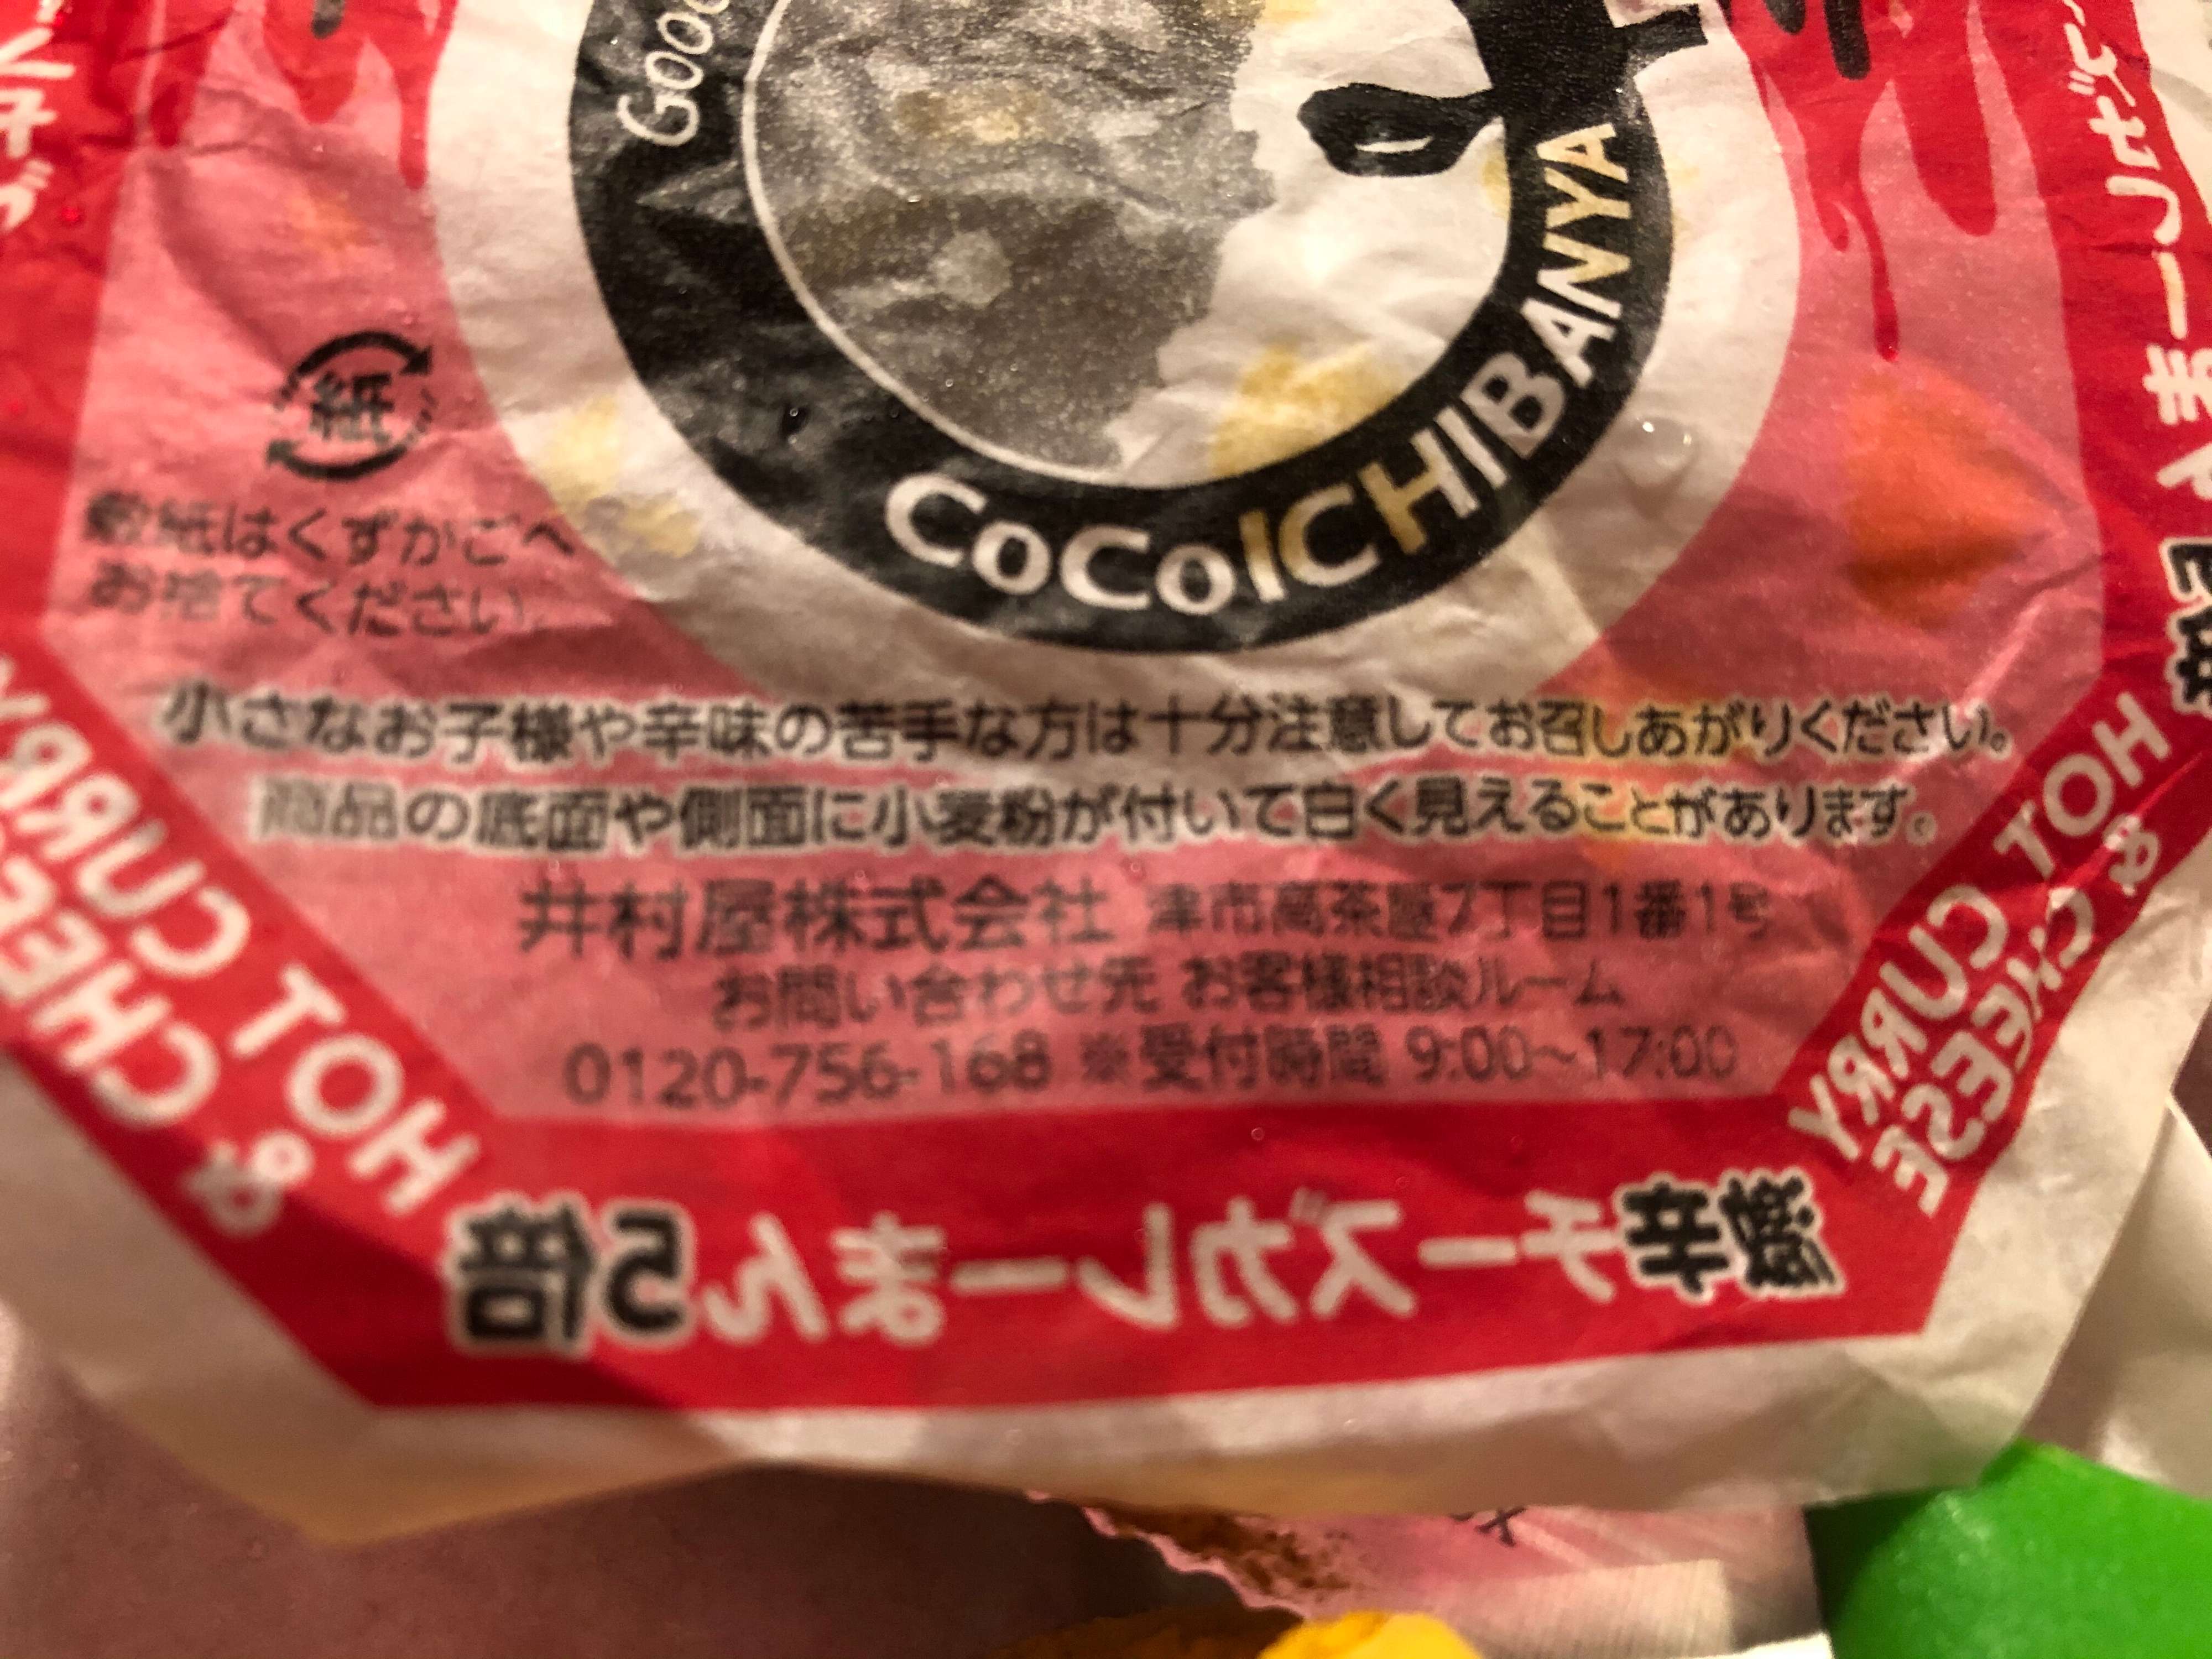 GOOD
CoCoICHIBANYA
紙
敷紙はくずかごへ
お捨てください。
小さなお子様や辛味の苦手な方は十分注意してお召しあがりください。
商品の底面や側面に小麦粉が付いて白く見えることがあります。
井村屋株式会社 津市高茶屋7丁目1番1号
お問い合わせ先 お客様相談ルーム
0120-756-168 ※受付時間 9:00~17:00
HOT CURRY
& CHEESE
HOT CURRY
& CHEESE
チーズカレーまん5倍